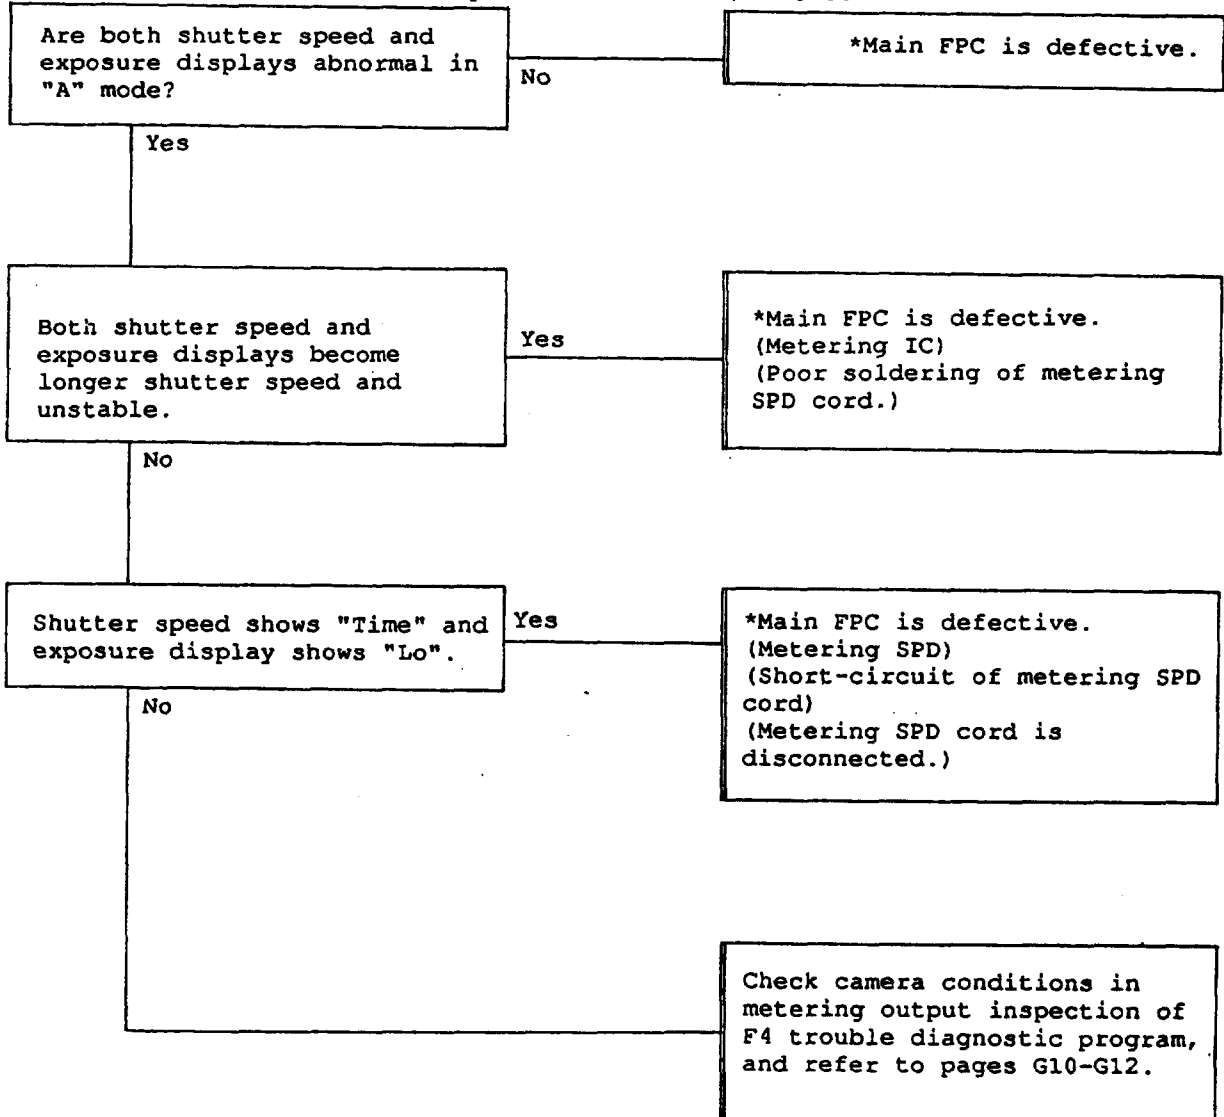 Are both shutter speed and
exposure displays abnormal in
"A" mode?
No
*Main FPC is defective.
Yes
Both shutter speed and
exposure displays become
longer shutter speed and
unstable.
Yes
*Main FPC is defective.
(Metering IC)
(Poor soldering of metering
SPD cord.)
No
Shutter speed shows "Time" and
exposure display shows "Lo".
Yes
*Main FPC is defective.
(Metering SPD)
(Short-circuit of metering SPD
cord)
(Metering SPD cord is
disconnected.)
No
Check camera conditions in
metering output inspection of
F4 trouble diagnostic program,
and refer to pages G10-G12.